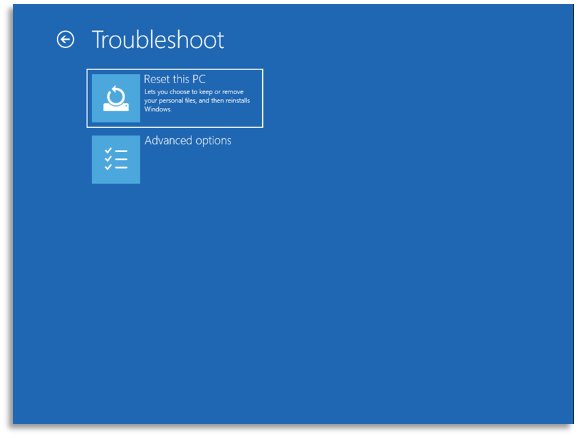 Troubleshoot
Reset this PC
Lets you choose to keep or remove
your personal files, and then reinstalls
Windows.
Advanced options